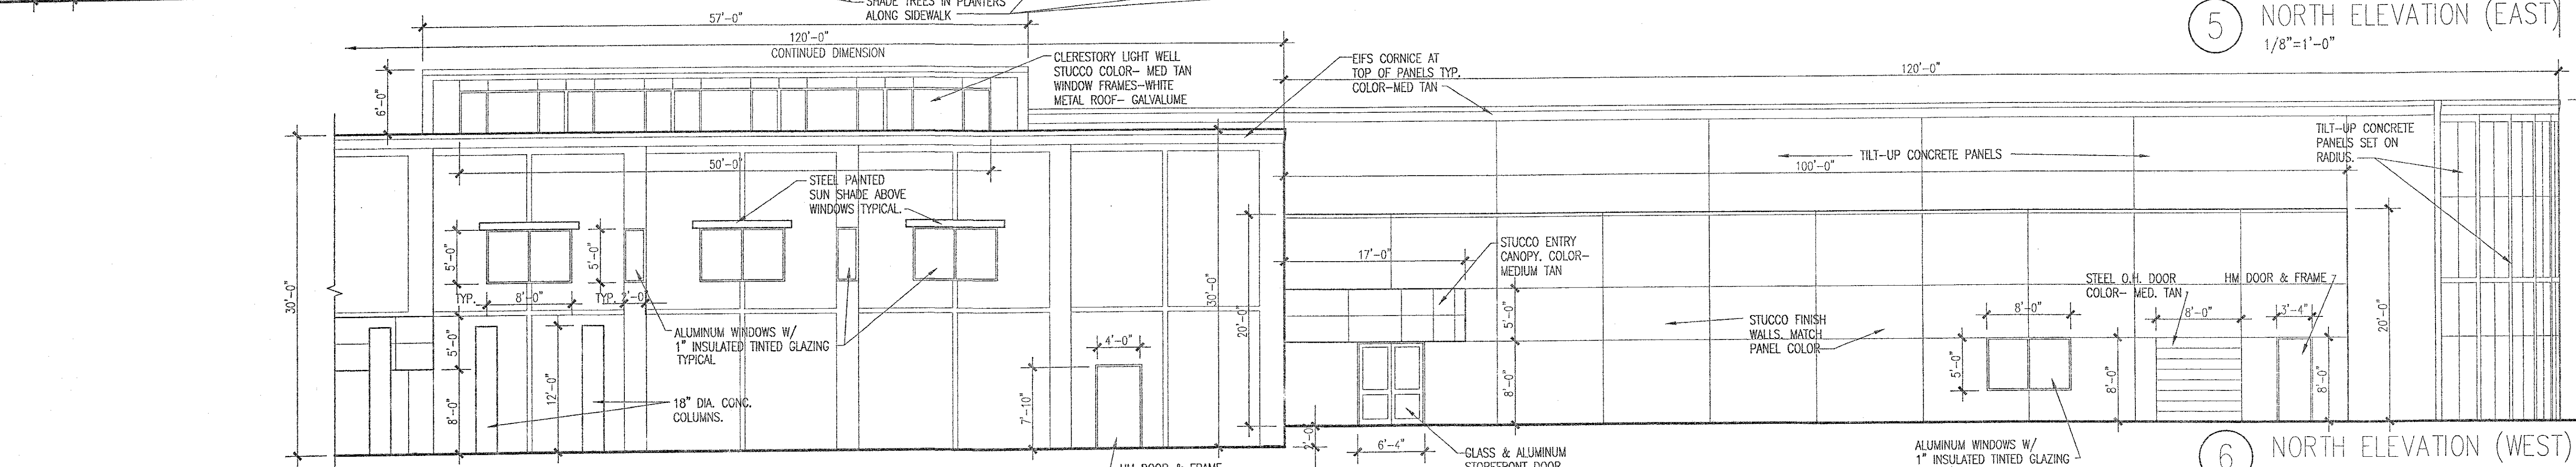 SHADE TREES IN PLANTERS
ALONG SIDEWALK
5
NORTH ELEVATION (EAST)
1/8"=1'-0"
57'-0"
120'-0"
CONTINUED DIMENSION
120'-0"
6'-0"
CLERESTORY LIGHT WELL
STUCCO COLOR- MED TAN
WINDOW FRAMES-WHITE
METAL ROOF- GALVALUME
EIFS CORNICE AT
TOP OF PANELS TYP.
COLOR-MED TAN
TILT-UP CONCRETE
PANELS SET ON
RADIUS.
TILT-UP CONCRETE PANELS
100'-0"
50'-0"
STEEL PAINTED
SUN SHADE ABOVE
WINDOWS TYPICAL.
30'-0"
5'-0"
5'-0"
TYP.
8'-0"
TYP.
2'-0"
30'-0"
20'-0"
17'-0"
STUCCO ENTRY
CANOPY. COLOR-
MEDIUM TAN
5'-0"
STEEL O.H. DOOR
COLOR- MED. TAN
HM DOOR & FRAME
8'-0"
8'-0"
3'-4"
20'-0"
STUCCO FINISH
WALLS. MATCH
PANEL COLOR
ALUMINUM WINDOWS W/
1" INSULATED TINTED GLAZING
TYPICAL
4'-0"
5'-0"
12'-0"
8'-0"
18" DIA. CONC.
COLUMNS.
7'-10"
8'-0"
5'-0"
8'-0"
8'-0"
2'-0"
6'-4"
HM DOOR & FRAME
GLASS & ALUMINUM
STOREFRONT DOOR
ALUMINUM WINDOWS W/
1" INSULATED TINTED GLAZING
6
NORTH ELEVATION (WEST)